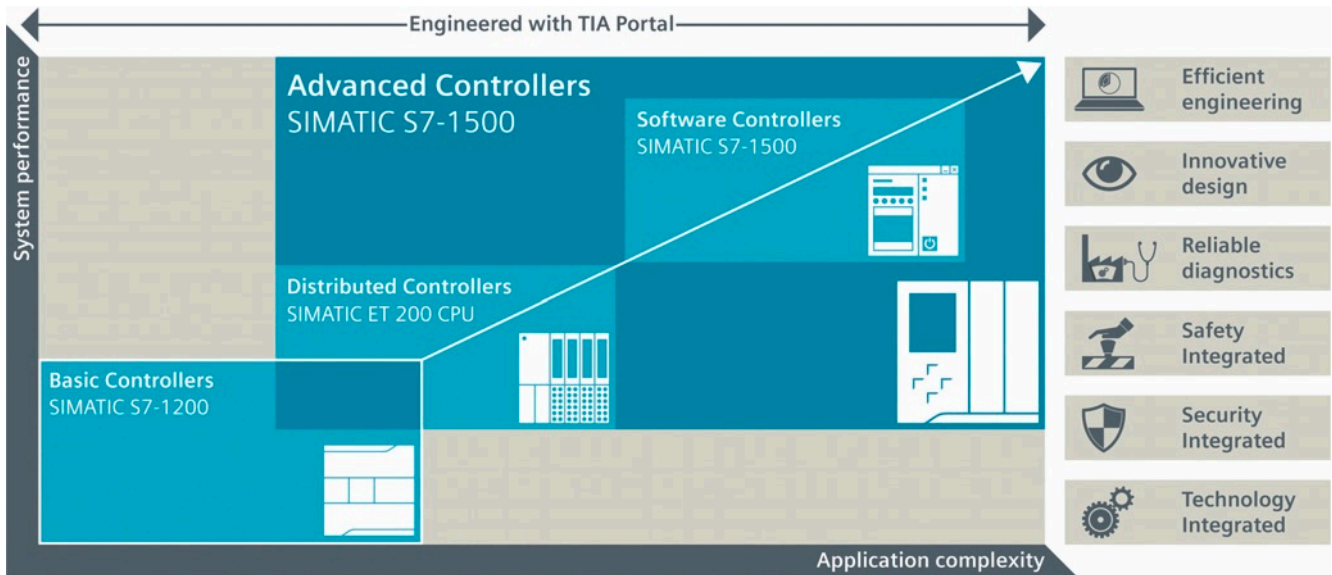 Engineered with TIA Portal
System performance
Advanced Controllers
SIMATIC S7-1500
Software Controllers
SIMATIC S7-1500
Distributed Controllers
SIMATIC ET 200 CPU
Basic Controllers
SIMATIC S7-1200
Application complexity
Efficient
engineering
Innovative
design
Reliable
diagnostics
Safety
Integrated
Security
Integrated
Technology
Integrated